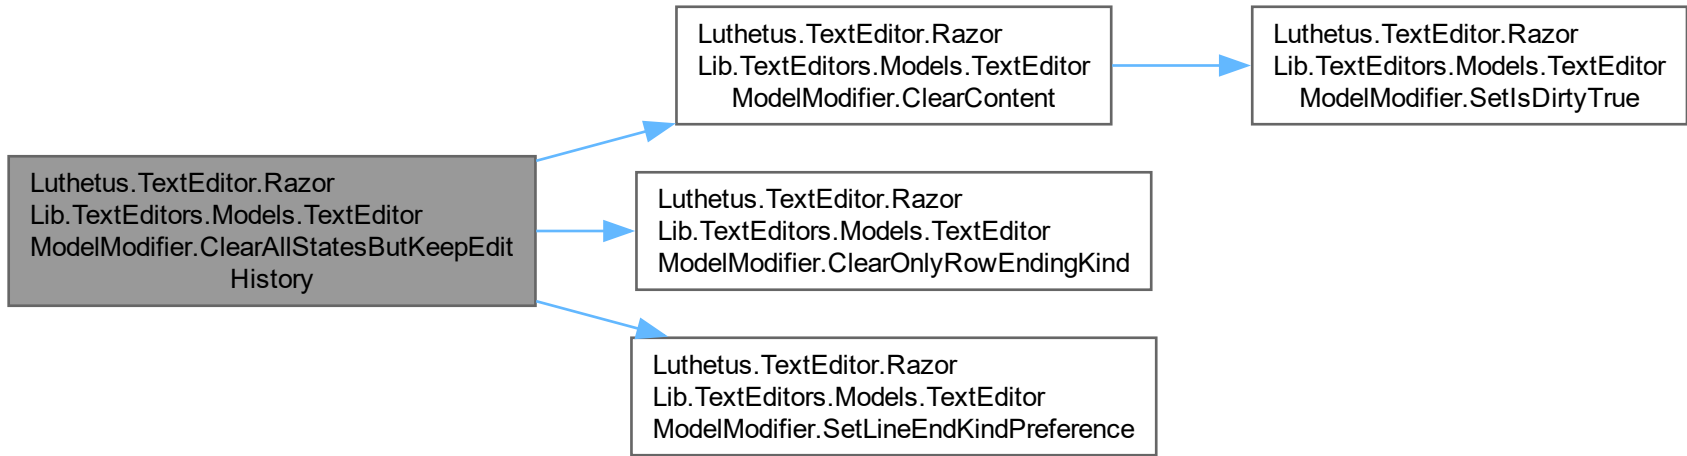 Luthetus.TextEditor.Razor
Lib.TextEditors.Models.TextEditor
ModelModifier.ClearAllStatesButKeepEdit
History
Luthetus.TextEditor.Razor
Lib.TextEditors.Models.TextEditor
ModelModifier.ClearContent
Luthetus.TextEditor.Razor
Lib.TextEditors.Models.TextEditor
ModelModifier.SetIsDirtyTrue
Luthetus.TextEditor.Razor
Lib.TextEditors.Models.TextEditor
ModelModifier.ClearOnlyRowEndingKind
Luthetus.TextEditor.Razor
Lib.TextEditors.Models.TextEditor
ModelModifier.SetLineEndKindPreference